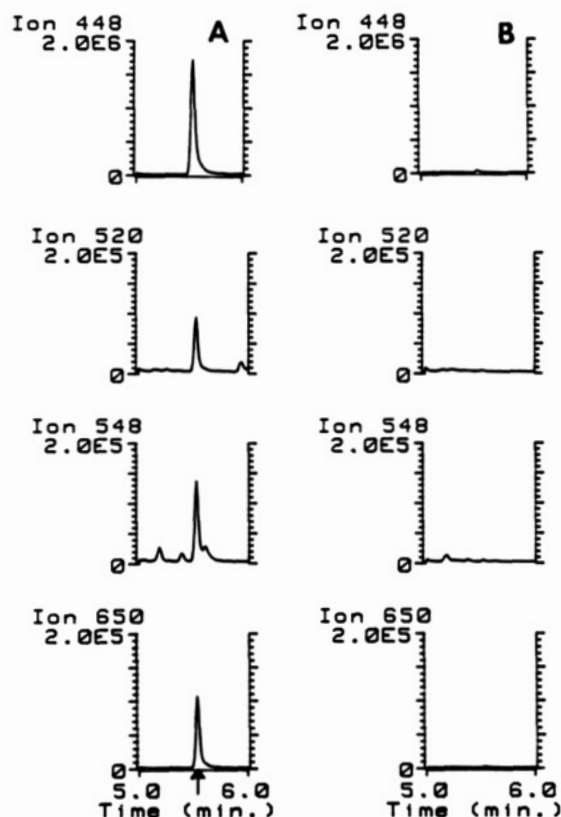 A
Ion 448
2.0E6
0
B
Ion 448
2.0E6
0
Ion 520
2.0E5
0
Ion 520
2.0E5
0
Ion 548
2.0E5
0
Ion 548
2.0E5
0
Ion 650
2.0E5
0
5.0 6.0
Time (min.)
Ion 650
2.0E5
0
5.0 6.0
Time (min.)